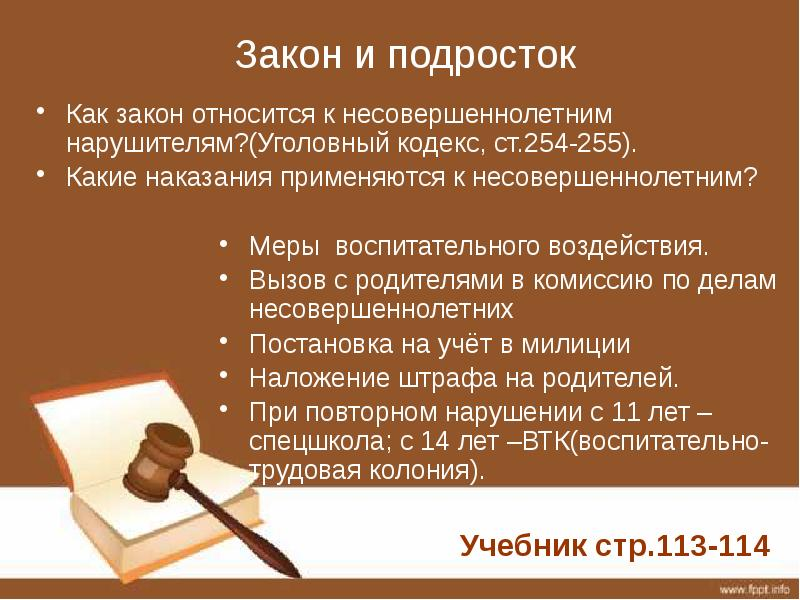 Закон и подросток
• Как закон относится к несовершеннолетним
нарушителям?(Уголовный кодекс, ст.254-255).
• Какие наказания применяются к несовершеннолетним?
• Меры  воспитательного воздействия.
• Вызов с родителями в комиссию по делам
несовершеннолетних
• Постановка на учёт в милиции
• Наложение штрафа на родителей.
• При повторном нарушении с 11 лет –
спецшкола; с 14 лет –ВТК(воспитательно-
трудовая колония).
Учебник стр.113-114
www.fppt.info